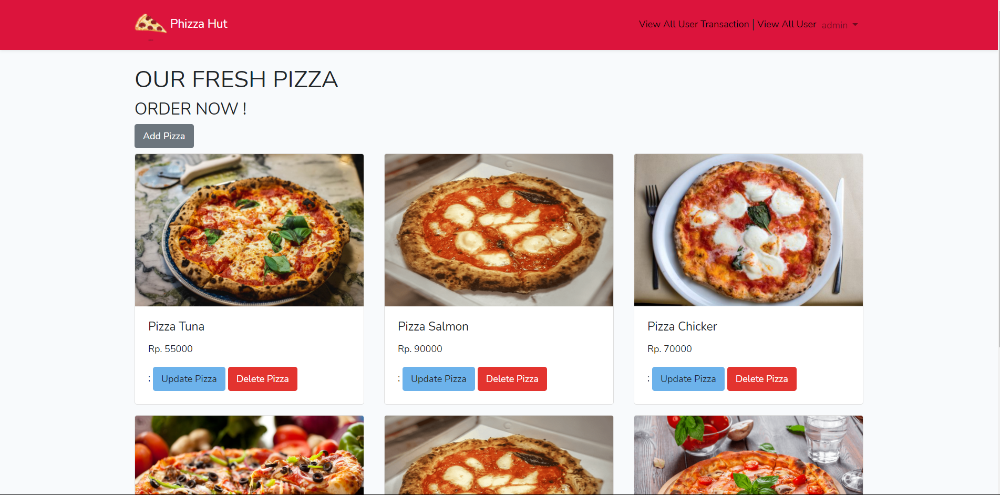 Phizza Hut
View All User Transaction | View All User admin
OUR FRESH PIZZA
ORDER NOW !
Add Pizza
Pizza Tuna
Rp. 55000
; Update Pizza Delete Pizza
Pizza Salmon
Rp. 90000
; Update Pizza Delete Pizza
Pizza Chicker
Rp. 70000
; Update Pizza Delete Pizza